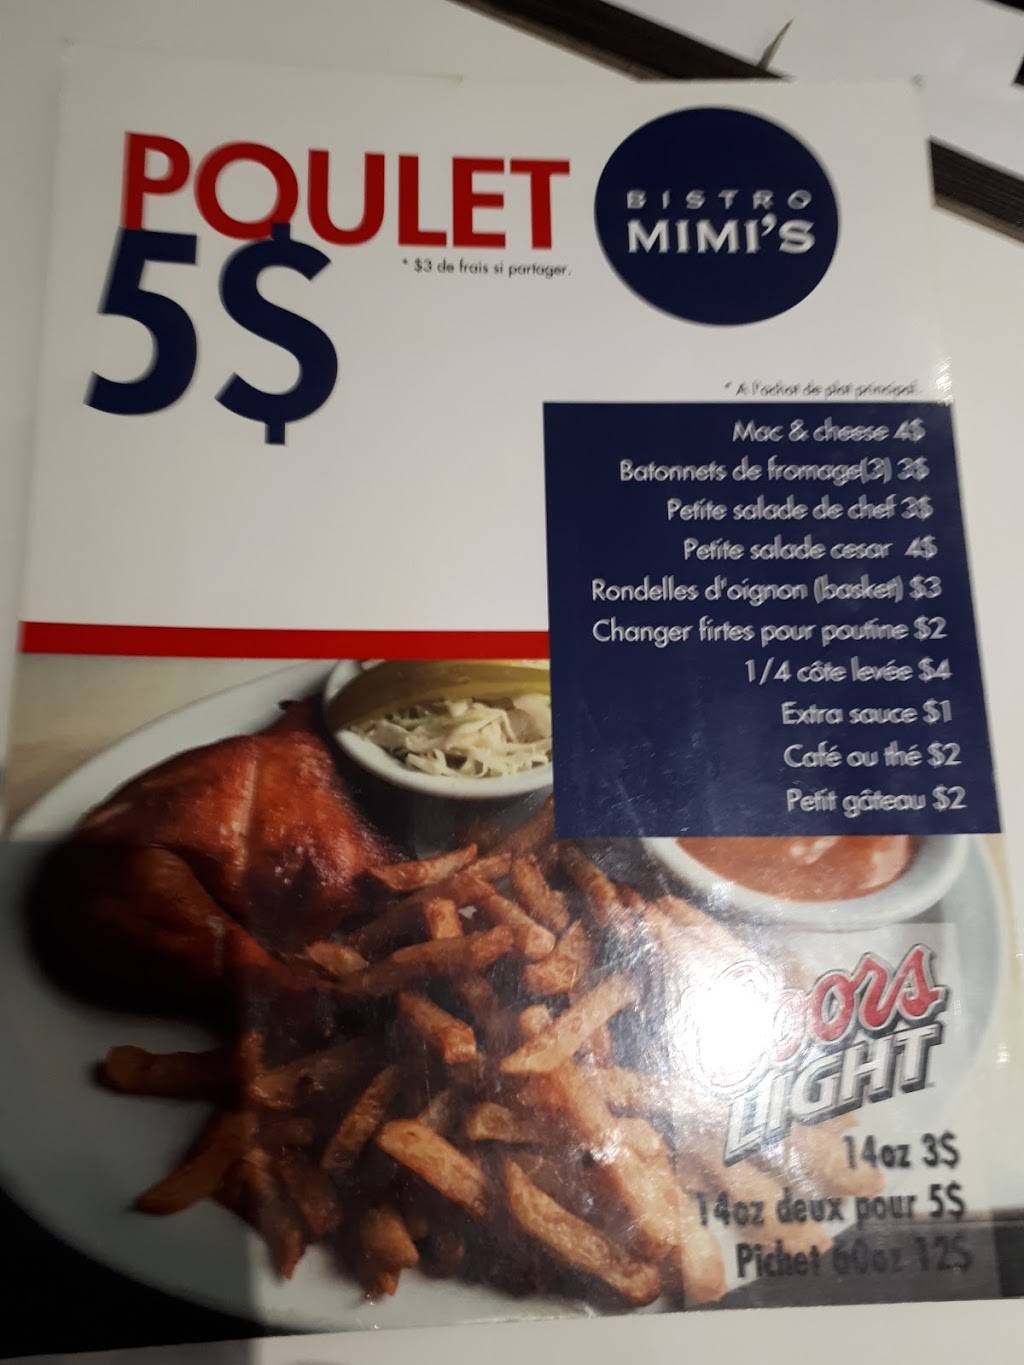 POULET
5$
* $3 de frais si partager.
BISTRO
MIMI'S
* A l'achat de plat principal.
Mac & cheese 4$
Batonnets de fromage(3) 3$
Petite salade de chef 3$
Petite salade cesar 4$
Rondelles d'oignon (basket) $3
Changer firtes pour poutine $2
1/4 côte levée $4
Extra sauce $1
Café ou thé $2
Petit gâteau $2
Coors
LIGHT
14oz 3$
14oz deux pour 5$
Pichet 60oz 12$